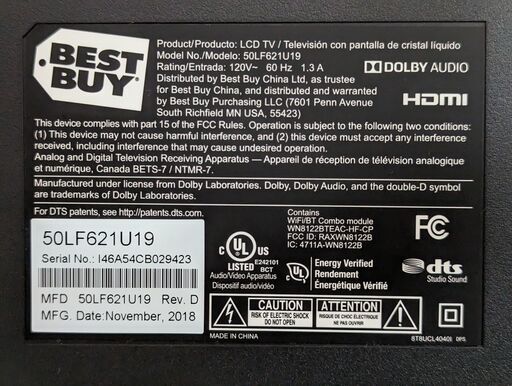 BEST
BUY
Product/Producto: LCD TV / Televisión con pantalla de cristal líquido
Model No./Modelo: 50LF621U19
Rating/Entrada: 120V~ 60 Hz 1.3 A
Distributed by Best Buy China Ltd, as trustee
for Best Buy China, and distributed by
Best Buy Purchasing LLC (7601 Penn Avenue
South Richfield MN USA, 55423)
DOLBY AUDIO
HDMI
This device complies with part 15 of the FCC Rules. Operation is subject to the following two conditions:
(1) This device may not cause harmful interference, and (2) this device must accept any interference
received, including interference that may cause undesired operation.
Analog and Digital Television Receiving Apparatus — Appareil de réception de télévision analogique
et numérique, Canada BETS-7 / NTMR-7.
Manufactured under license from Dolby Laboratories. Dolby, Dolby Audio, and the double-D symbol
are trademarks of Dolby Laboratories.
For DTS patents, see http://patents.dts.com.
50LF621U19
Serial No.: I46A54CB029423
MFD 50LF621U19 Rev. D
MFG. Date: November, 2018
C UL US
LISTED
E242101
BCT
Audio/Video Apparatus
Dispositif audio/vidéo
Contains
WiFi/BT Combo module
WN8122BTEAC-HF-CP
FCC ID: RAXWN8122B
IC: 4711A-WN8122B
Energy Verified
Rendement
Énergétique Vérifié
FC
dts
Studio Sound
CAUTION
RISK OF ELECTRIC SHOCK
DO NOT OPEN
ATTENTION
RISQUE DE CHOC ELECTRIQUE
NE PAS OUVRIR
MADE IN CHINA
8T8UCL4040I 0PS